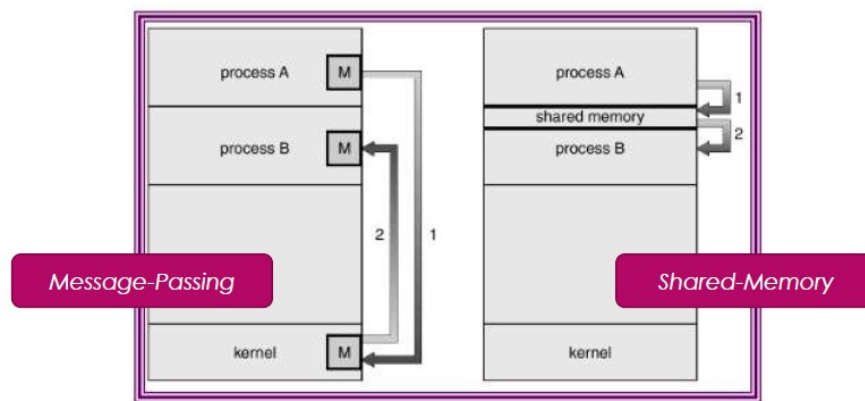 process A
M
process B
M
2
1
Message-Passing
kernel
M
process A
1
shared memory
2
process B
Shared-Memory
kernel